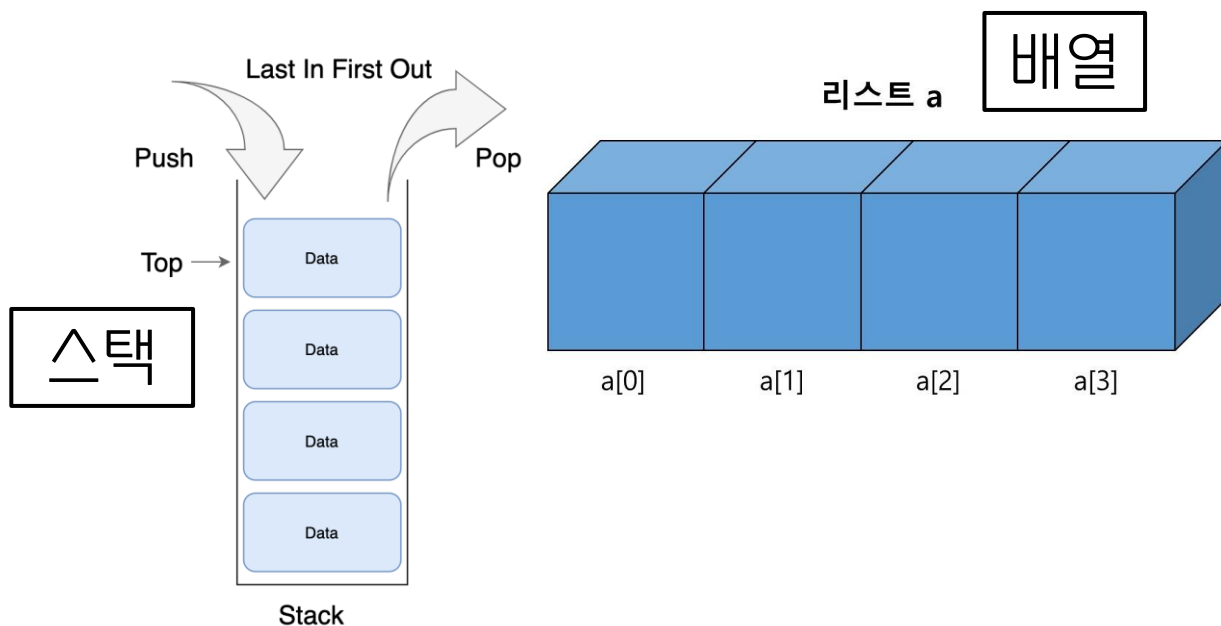 Last In First Out
Push
Pop
Top
Data
Data
Data
Data
Stack
스택
배열
리스트 a
a[0] a[1] a[2] a[3]